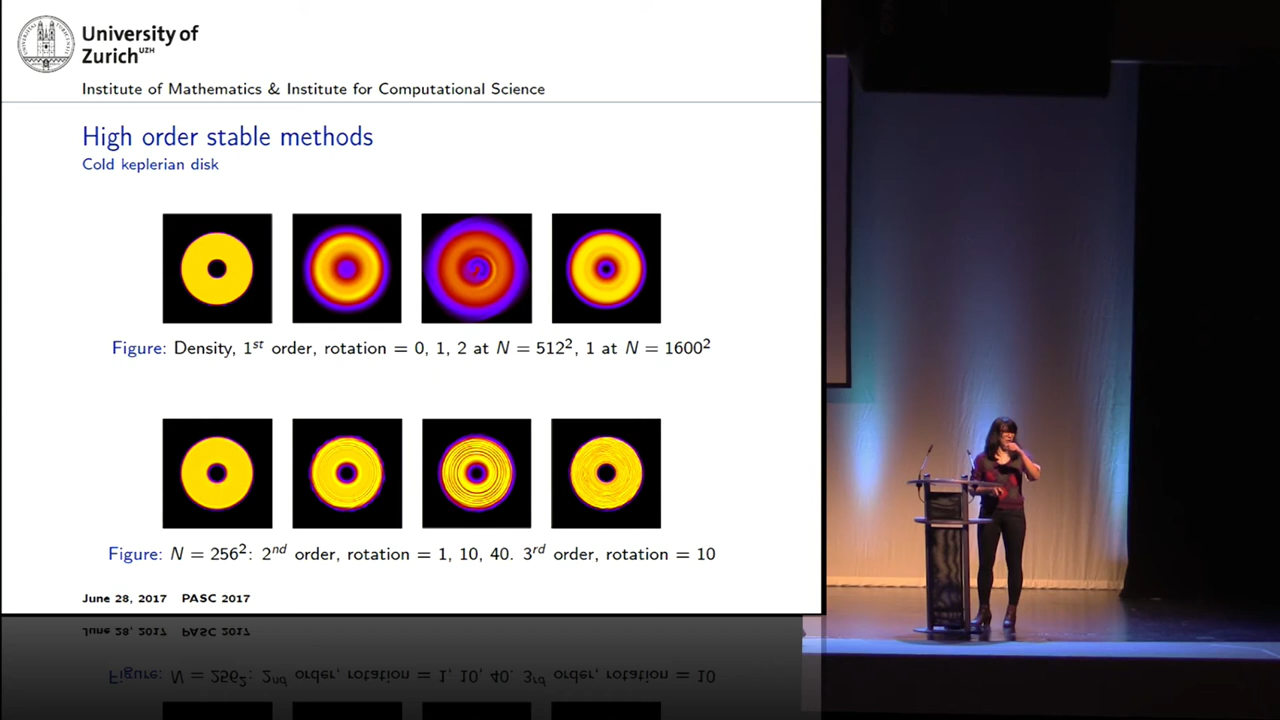 University of
Zurich UZH
Institute of Mathematics & Institute for Computational Science
High order stable methods
Cold keplerian disk
Figure: Density, 1st order, rotation = 0, 1, 2 at N = 512², 1 at N = 1600²
Figure: N = 256²: 2nd order, rotation = 1, 10, 40. 3rd order, rotation = 10
June 28, 2017 PASC 2017